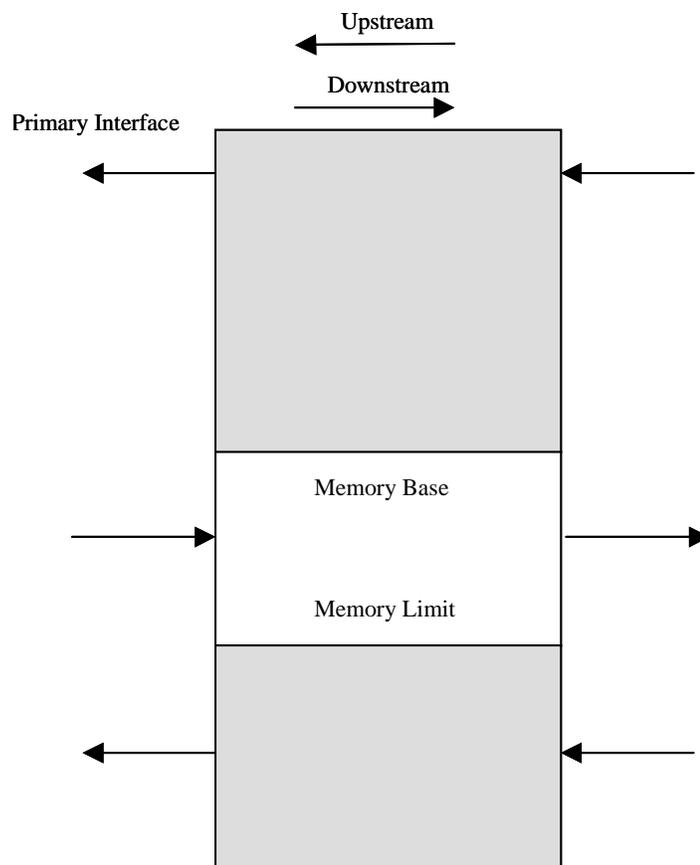 Upstream
Downstream
Primary Interface
Memory Base
Memory Limit